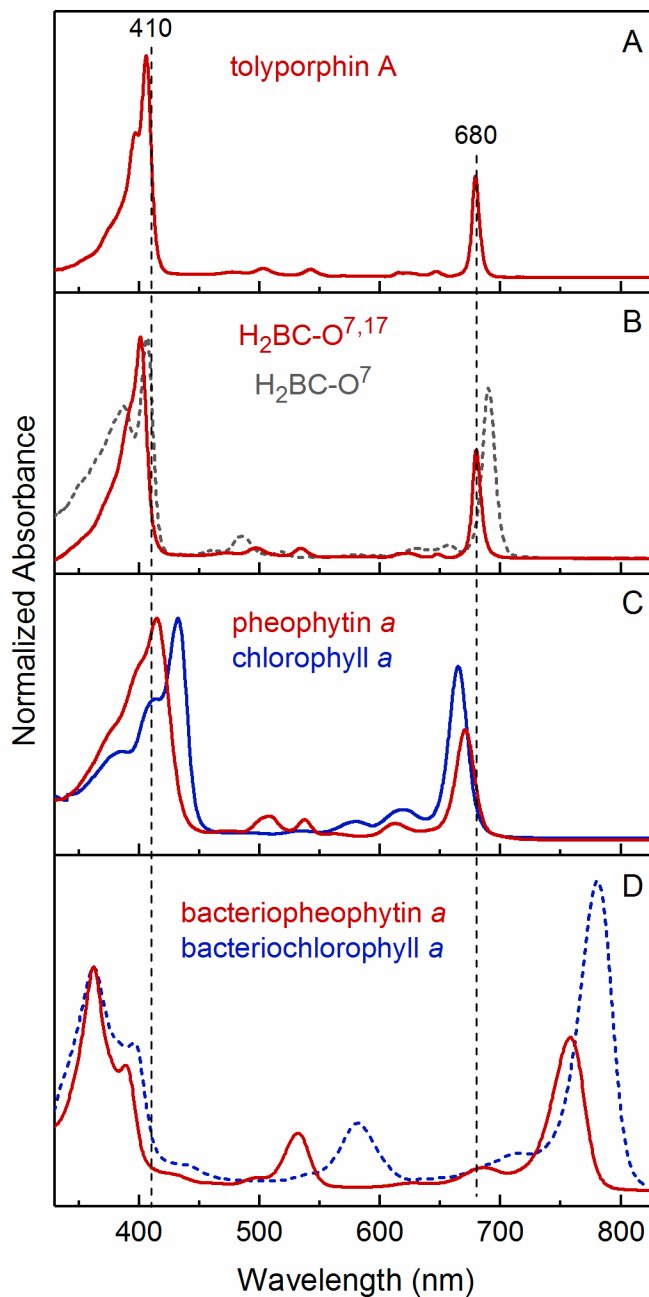 410
A
tolyporphin A
680
B
H₂BC-O⁷,¹⁷
H₂BC-O⁷
C
pheophytin a
chlorophyll a
D
bacteriopheophytin a
bacteriochlorophyll a
Normalized Absorbance
400 500 600 700 800
Wavelength (nm)